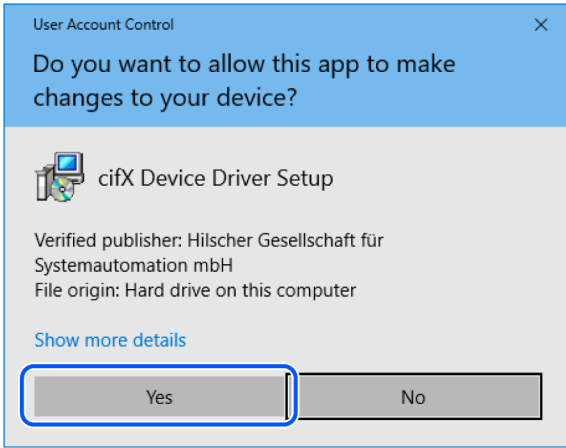 User Account Control
Do you want to allow this app to make
changes to your device?
cifX Device Driver Setup
Verified publisher: Hilscher Gesellschaft für
Systemautomation mbH
File origin: Hard drive on this computer
Show more details
Yes
No